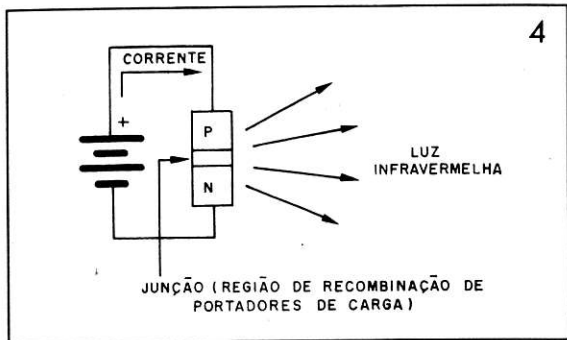 4
CORRENTE
+
P
N
LUZ
INFRAVERMELHA
JUNÇÃO (REGIÃO DE RECOMBINAÇÃO DE
PORTADORES DE CARGA)